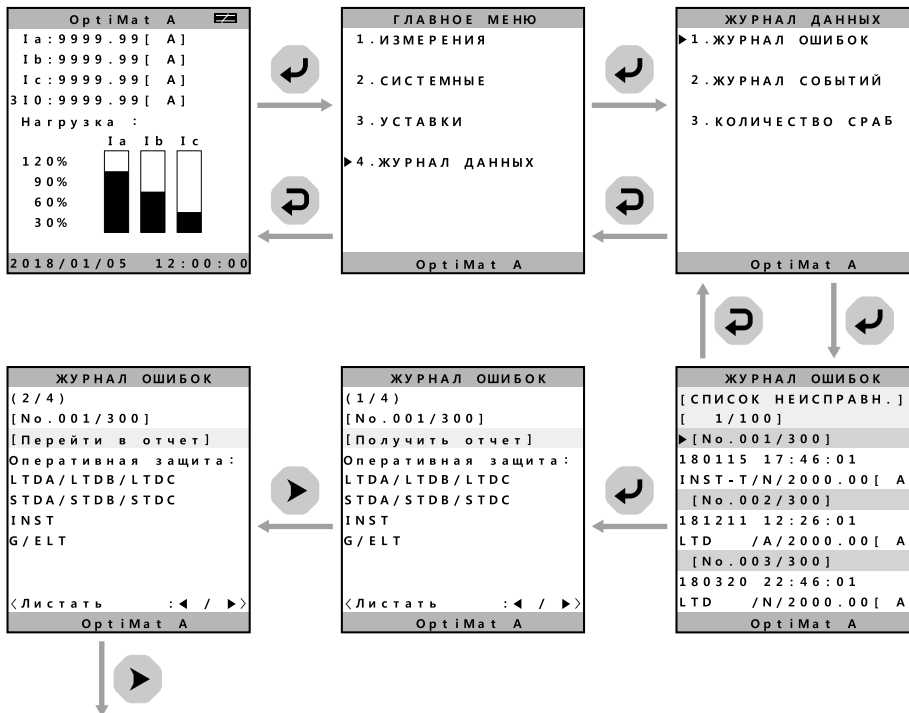 OptiMat A
Ia:9999.99[ A]
Ib:9999.99[ A]
Ic:9999.99[ A]
3I0:9999.99[ A]
Нагрузка :
Ia Ib Ic
120%
90%
60%
30%
2018/01/05 12:00:00
ГЛАВНОЕ МЕНЮ
1.ИЗМЕРЕНИЯ
2.СИСТЕМНЫЕ
3.УСТАВКИ
▶4.ЖУРНАЛ ДАННЫХ
OptiMat A
ЖУРНАЛ ДАННЫХ
▶1.ЖУРНАЛ ОШИБОК
2.ЖУРНАЛ СОБЫТИЙ
3.КОЛИЧЕСТВО СРАБ
OptiMat A
ЖУРНАЛ ОШИБОК
(2/4)
[No.001/300]
[Перейти в отчет]
Оперативная защита:
LTDA/LTDB/LTDC
STDA/STDB/STDC
INST
G/ELT
〈Листать :◀ / ▶〉
OptiMat A
ЖУРНАЛ ОШИБОК
(1/4)
[No.001/300]
[Получить отчет]
Оперативная защита:
LTDA/LTDB/LTDC
STDA/STDB/STDC
INST
G/ELT
〈Листать :◀ / ▶〉
OptiMat A
ЖУРНАЛ ОШИБОК
[СПИСОК НЕИСПРАВН.]
[ 1/100]
▶[No.001/300]
180115 17:46:01
INST-T/N/2000.00[ A
[No.002/300]
181211 12:26:01
LTD /A/2000.00[ A
[No.003/300]
180320 22:46:01
LTD /N/2000.00[ A
OptiMat A